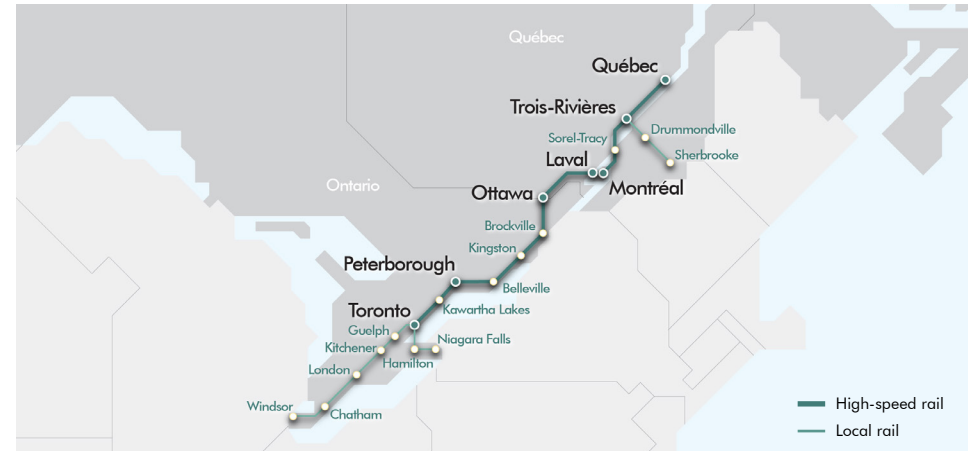 Québec
Québec
Trois-Rivières
Drummondville
Sorel-Tracy
Sherbrooke
Laval
Montréal
Ontario
Ottawa
Brockville
Kingston
Peterborough
Belleville
Kawartha Lakes
Toronto
Guelph
Niagara Falls
Kitchener
Hamilton
London
Windsor
Chatham
High-speed rail
Local rail